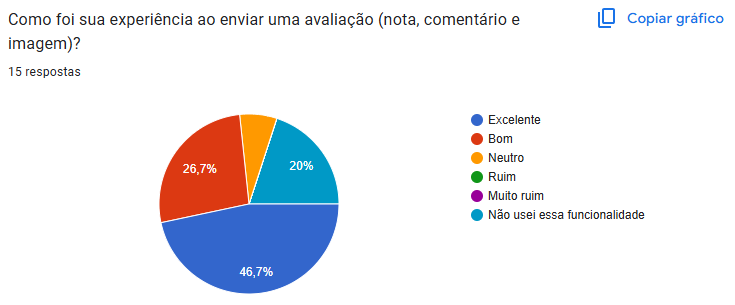 Como foi sua experiência ao enviar uma avaliação (nota, comentário e
imagem)?
Copiar gráfico
15 respostas
26,7%
20%
46,7%
Excelente
Bom
Neutro
Ruim
Muito ruim
Não usei essa funcionalidade